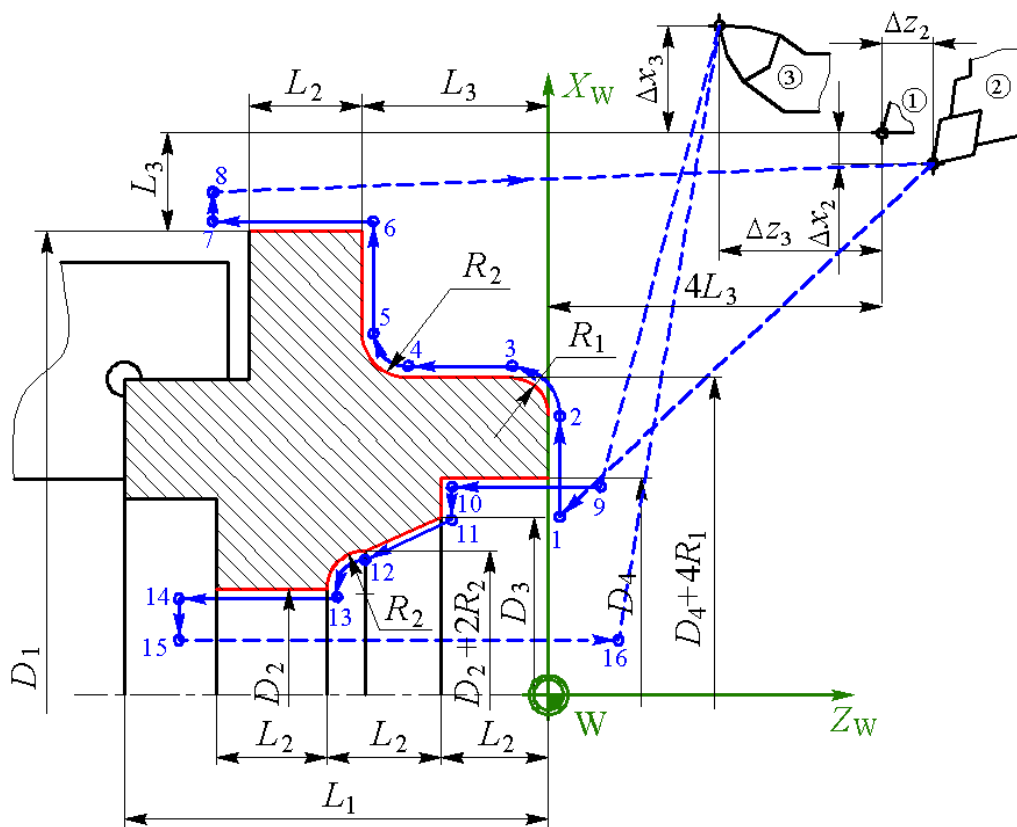 Δz₂
③
②
①
Δx₃
L₂
L₃
X_W
L₃
8
Δx₂
7
6
Δz₃
R₂
4L₃
5
4
3
R₁
2
10
9
11
1
12
D₁
D₂
R₂
D₂+2R₂
D₃
D₄
D₄+4R₁
14
13
15
16
W
Z_W
L₂
L₂
L₂
L₁